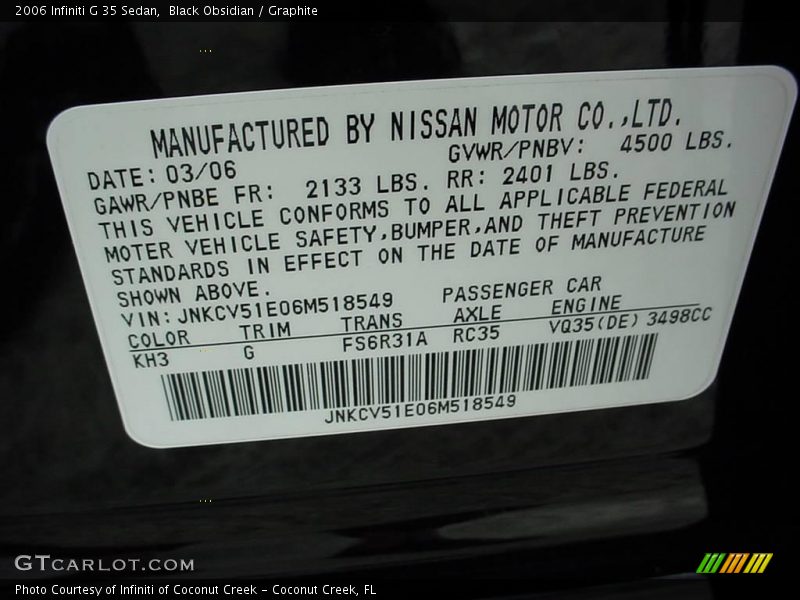 2006 Infiniti G 35 Sedan,  Black Obsidian / Graphite
MANUFACTURED BY NISSAN MOTOR CO.,LTD.
DATE: 03/06 GVWR/PNBV: 4500 LBS.
GAWR/PNBE FR: 2133 LBS. RR: 2401 LBS.
THIS VEHICLE CONFORMS TO ALL APPLICABLE FEDERAL
MOTER VEHICLE SAFETY,BUMPER,AND THEFT PREVENTION
STANDARDS IN EFFECT ON THE DATE OF MANUFACTURE
SHOWN ABOVE.
VIN: JNKCV51E06M518549 PASSENGER CAR
COLOR TRIM TRANS AXLE ENGINE
KH3 G FS6R31A RC35 VQ35(DE) 3498CC
JNKCV51E06M518549
GTCARLOT.COM
Photo Courtesy of Infiniti of Coconut Creek – Coconut Creek, FL